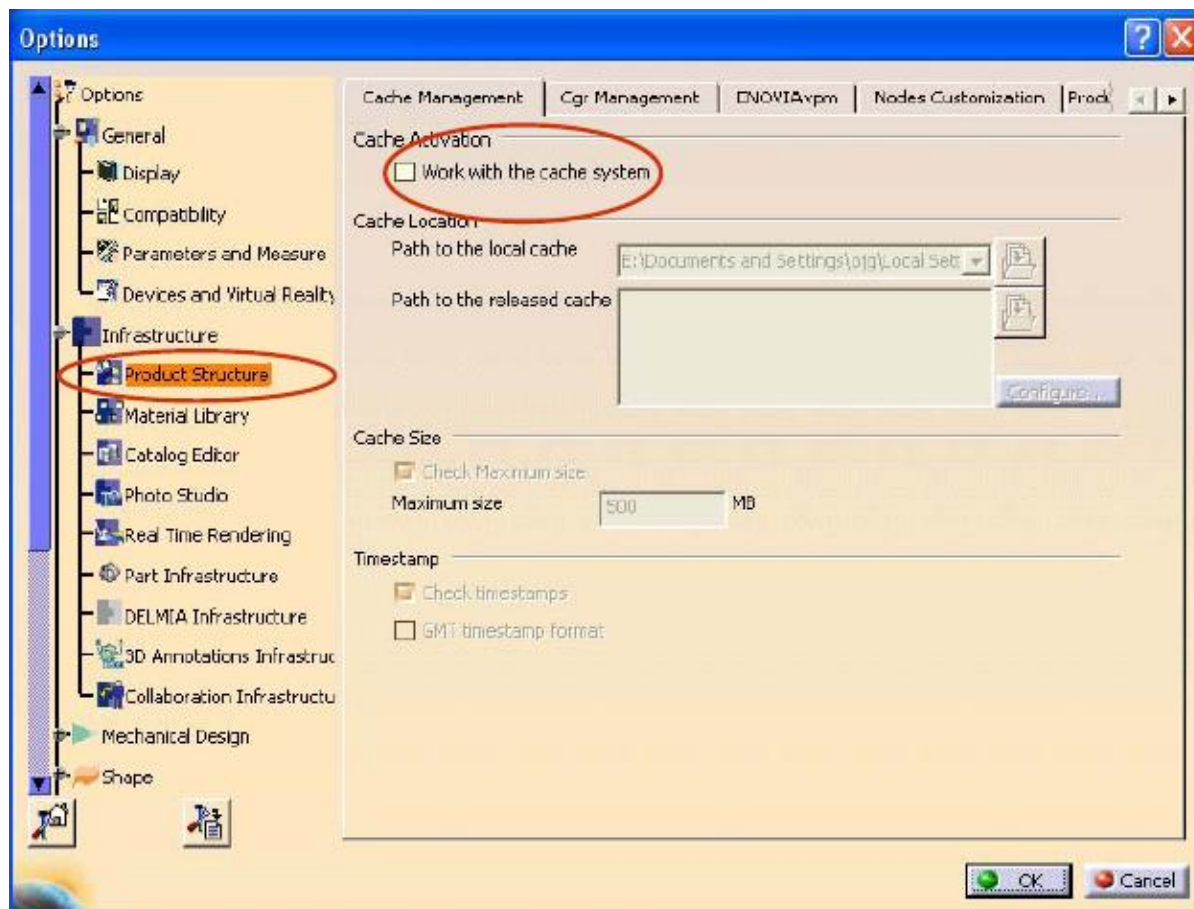 Options
Options
General
Display
Compatibility
Parameters and Measure
Devices and Virtual Reality
Infrastructure
Product Structure
Material Library
Catalog Editor
Photo Studio
Real Time Rendering
Part Infrastructure
DELMIA Infrastructure
3D Annotations Infrastruc
Collaboration Infrastructu
Mechanical Design
Shape
Cache Management Cgr Management ENOVIAvpm Nodes Customization Prod
Cache Activation
Work with the cache system
Cache Location
Path to the local cache
E:\Documents and Settings\ojg\Local Sett
Path to the released cache
Configure...
Cache Size
Check Maximum size
Maximum size 500 MB
Timestamp
Check timestamps
GMT timestamp format
OK Cancel